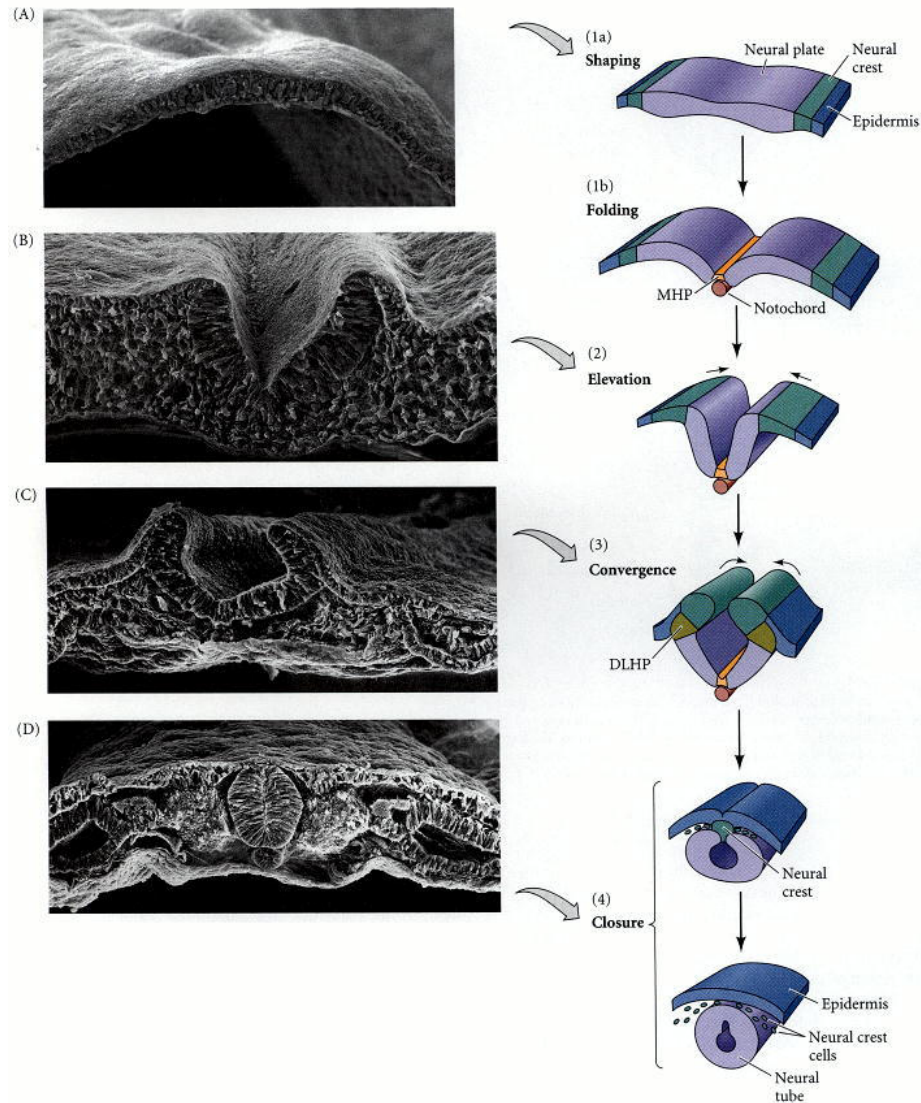 (A)
(1a)
Shaping
Neural plate
Neural
crest
Epidermis
(1b)
Folding
MHP
Notochord
(B)
(2)
Elevation
(C)
(3)
Convergence
DLHP
(D)
Neural
crest
(4)
Closure
Epidermis
Neural crest
cells
Neural
tube